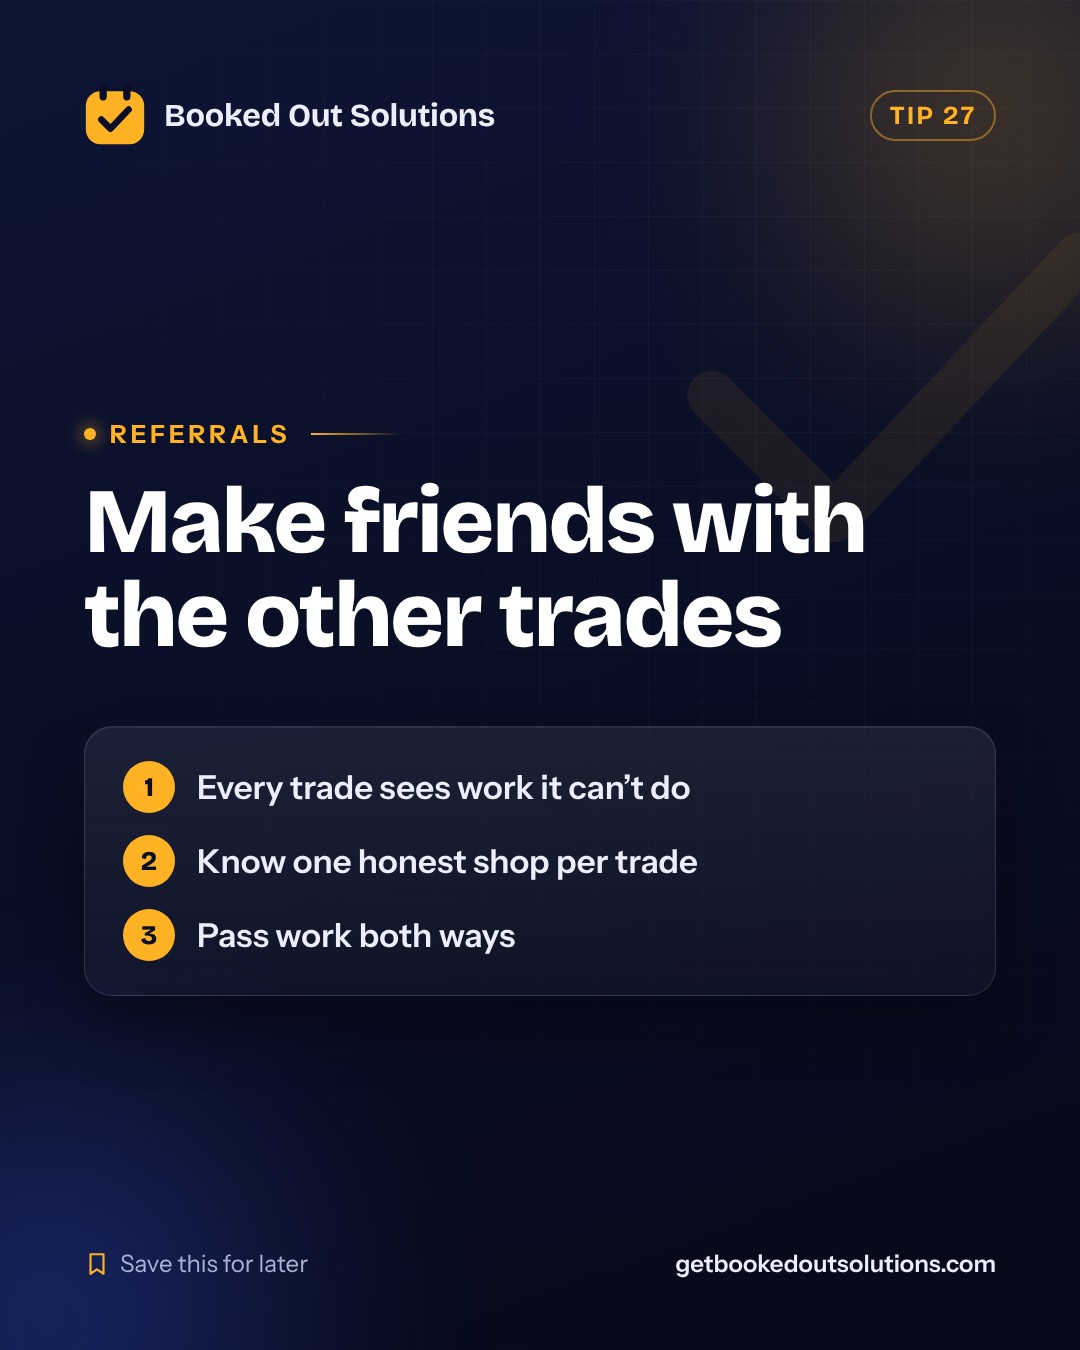 Booked Out Solutions
TIP 27
REFERRALS
Make friends with
the other trades
1 Every trade sees work it can’t do
2 Know one honest shop per trade
3 Pass work both ways
Save this for later
getbookedoutsolutions.com